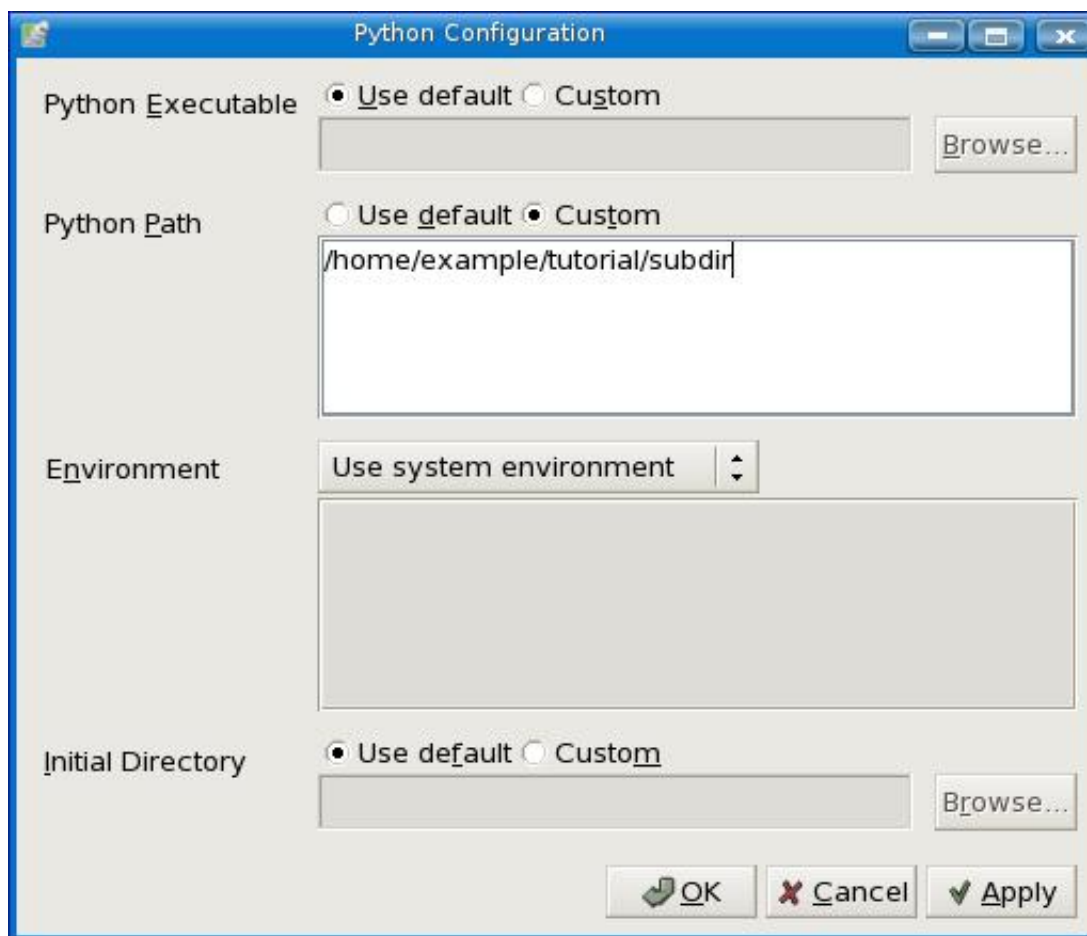 Python Configuration
Python Executable
Use default Custom
Browse...
Python Path
Use default Custom
/home/example/tutorial/subdir
Environment
Use system environment
Initial Directory
Use default Custom
Browse...
OK Cancel Apply